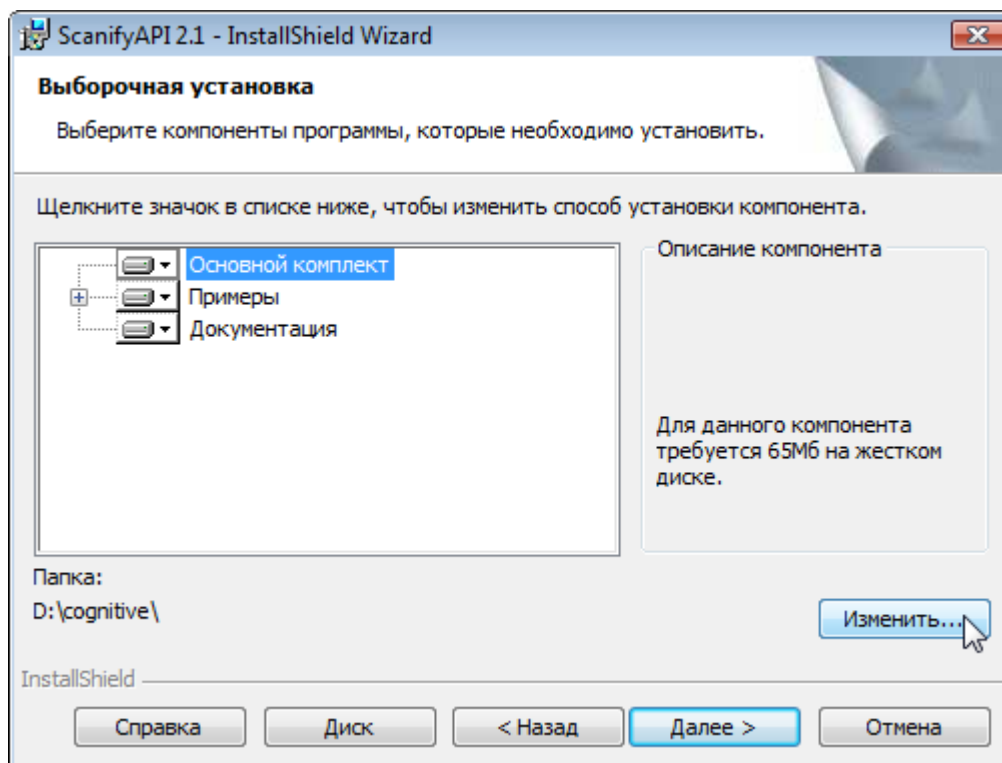 ScanifyAPI 2.1 - InstallShield Wizard
Выборочная установка
Выберите компоненты программы, которые необходимо установить.
Щелкните значок в списке ниже, чтобы изменить способ установки компонента.
Основной комплект
Примеры
Документация
Описание компонента
Для данного компонента
требуется 65Мб на жестком
диске.
Папка:
D:\cognitive\
Изменить...
InstallShield
Справка
Диск
< Назад
Далее >
Отмена